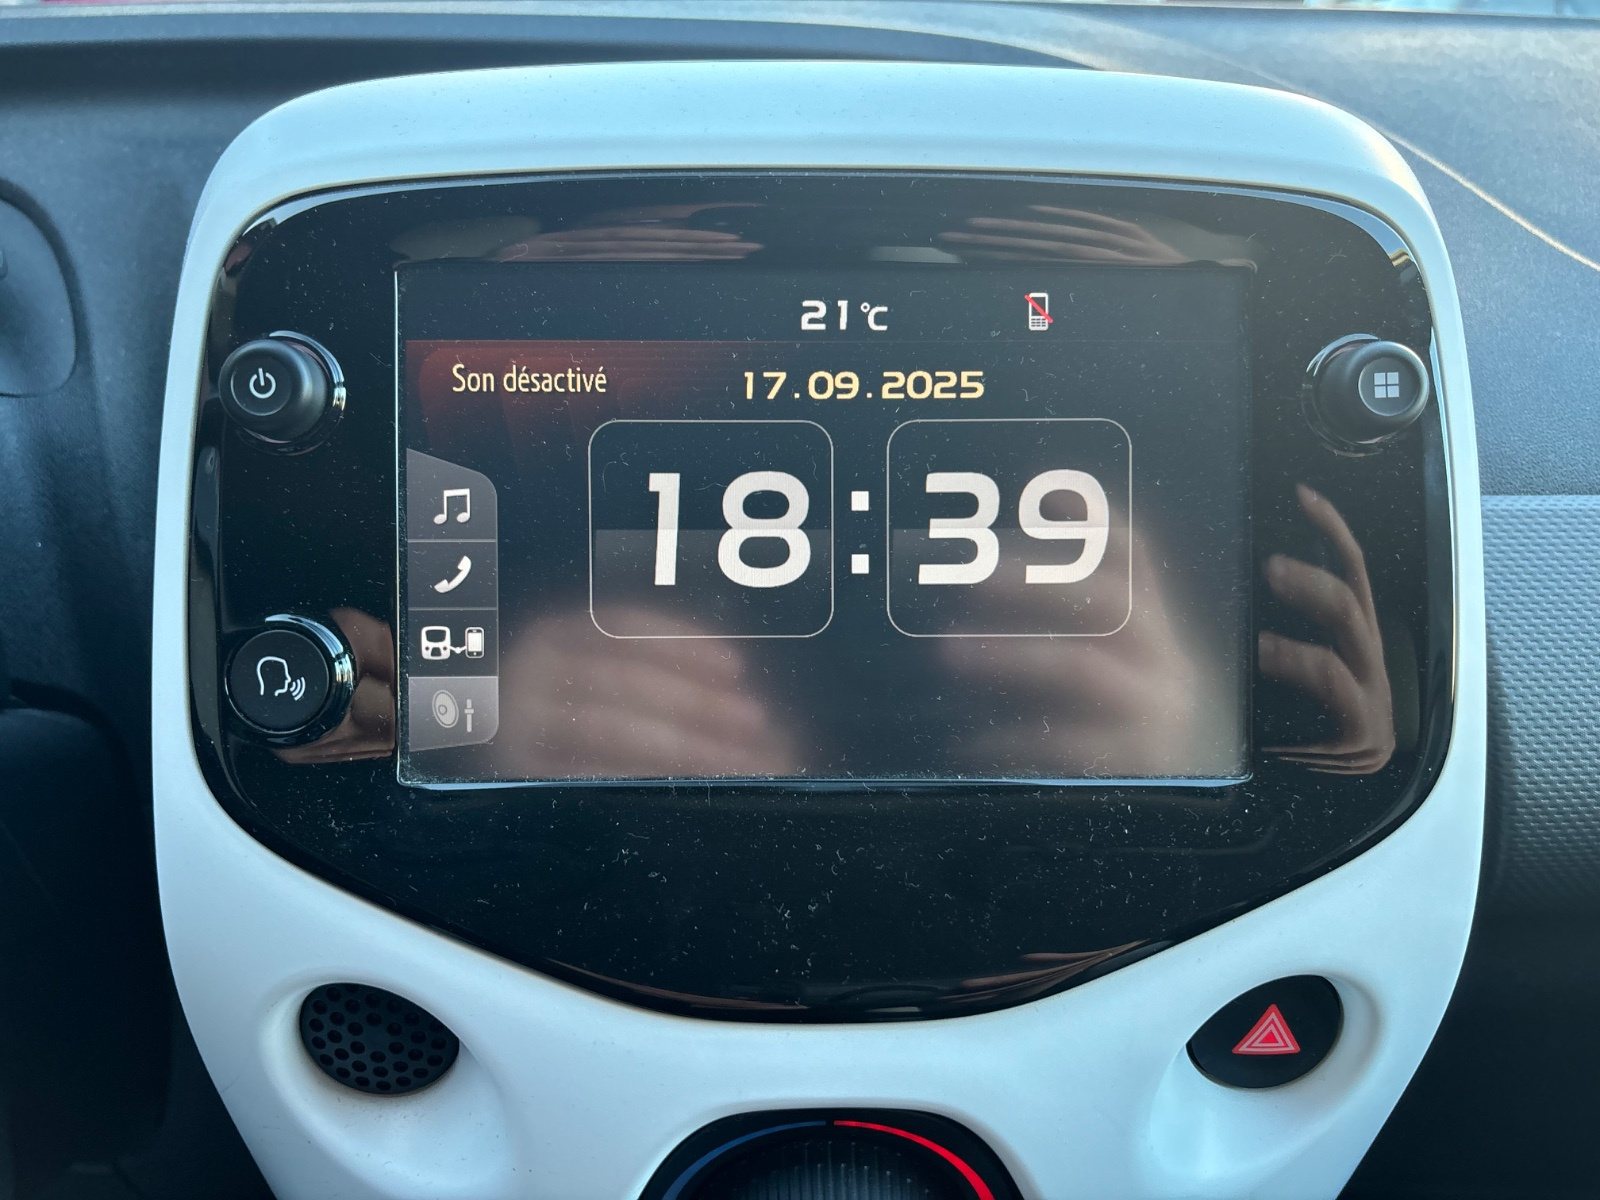 21°C
Son désactivé
17.09.2025
18:39